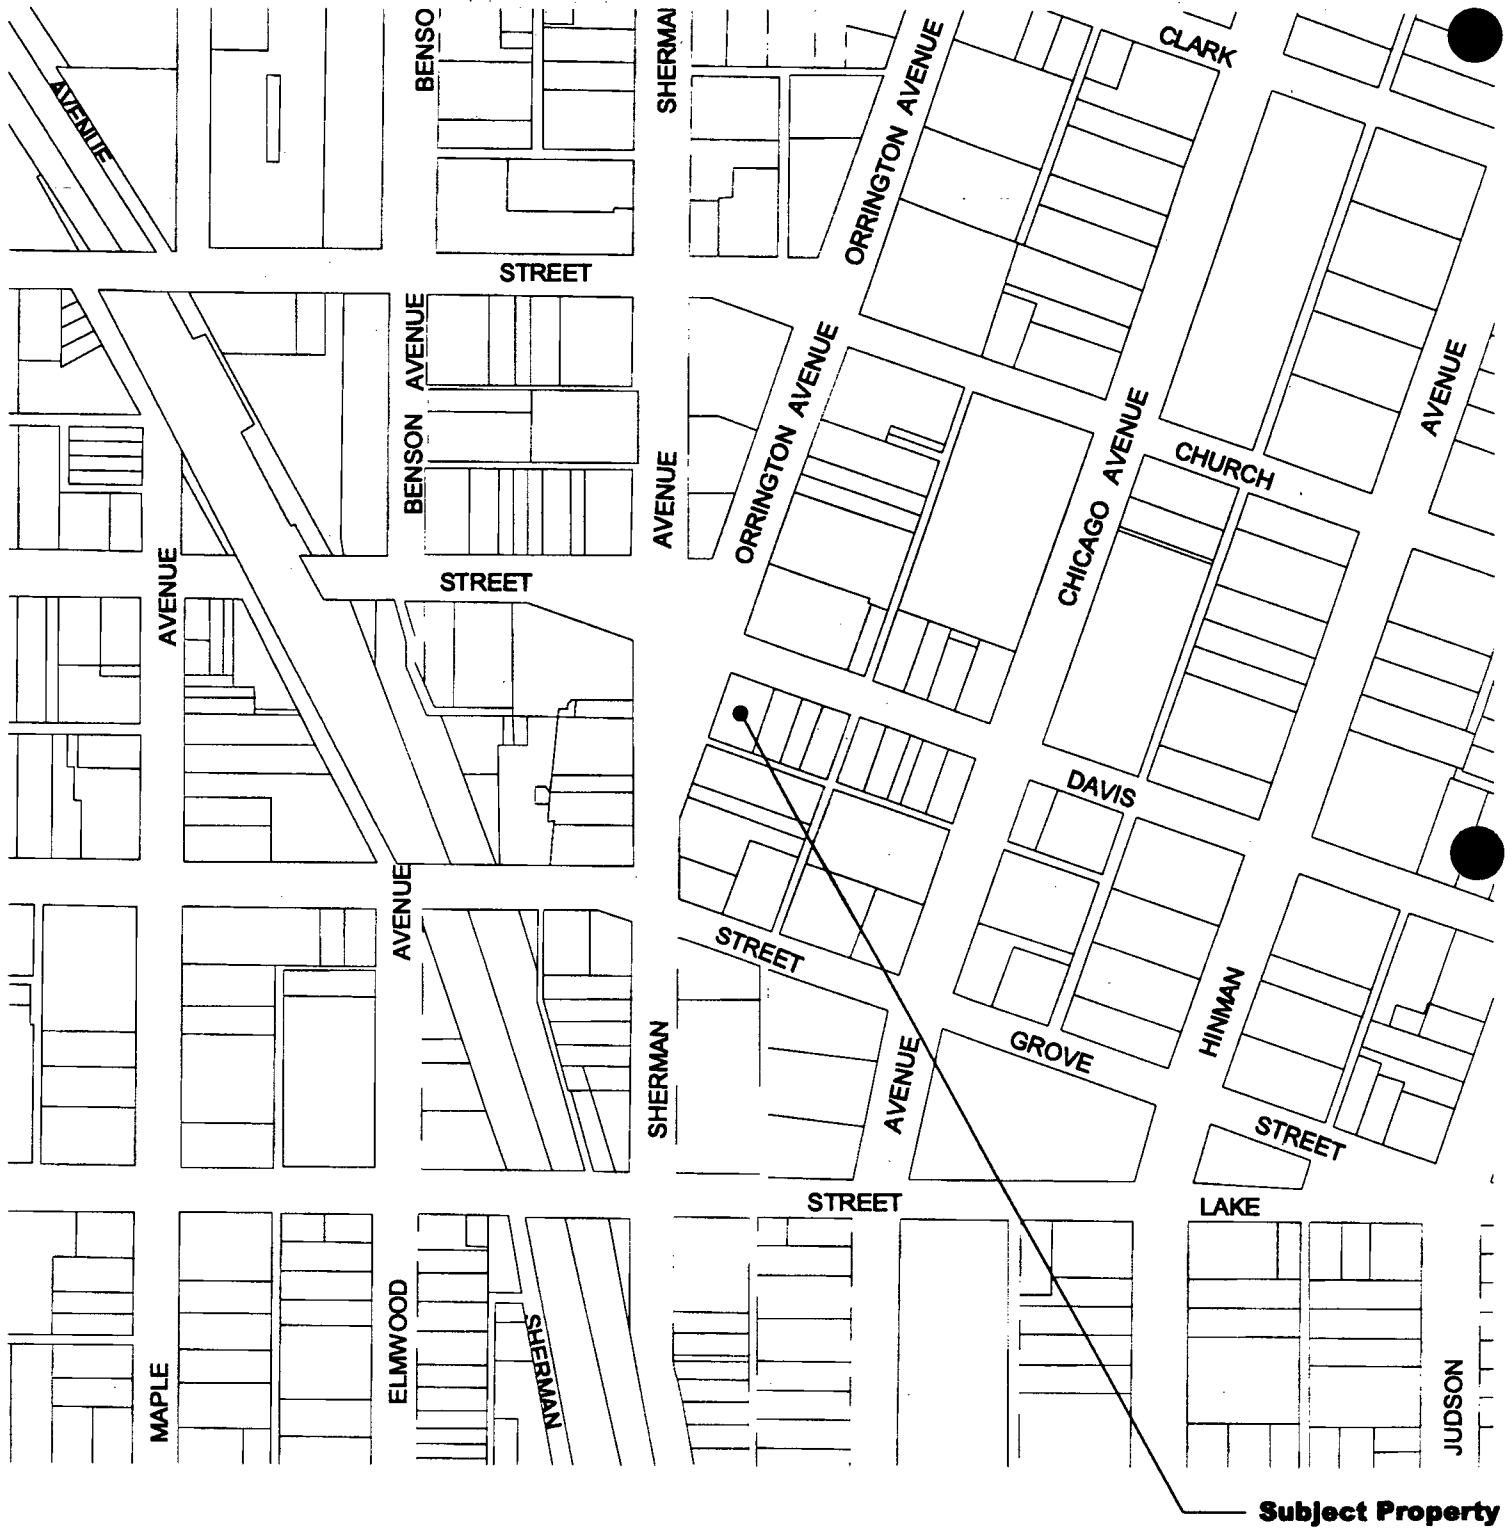 BENSO
SHERMA
CLARK
AVENUE
ORRINGTON AVENUE
STREET
BENSON AVENUE
ORRINGTON AVENUE
AVENUE
CHICAGO AVENUE
AVENUE
CHURCH
AVENUE
STREET
DAVIS
AVENUE
STREET
SHERMAN
AVENUE
GROVE
HINMAN
STREET
STREET
LAKE
MAPLE
ELMWOOD
SHERMAN
JUDSON
Subject Property